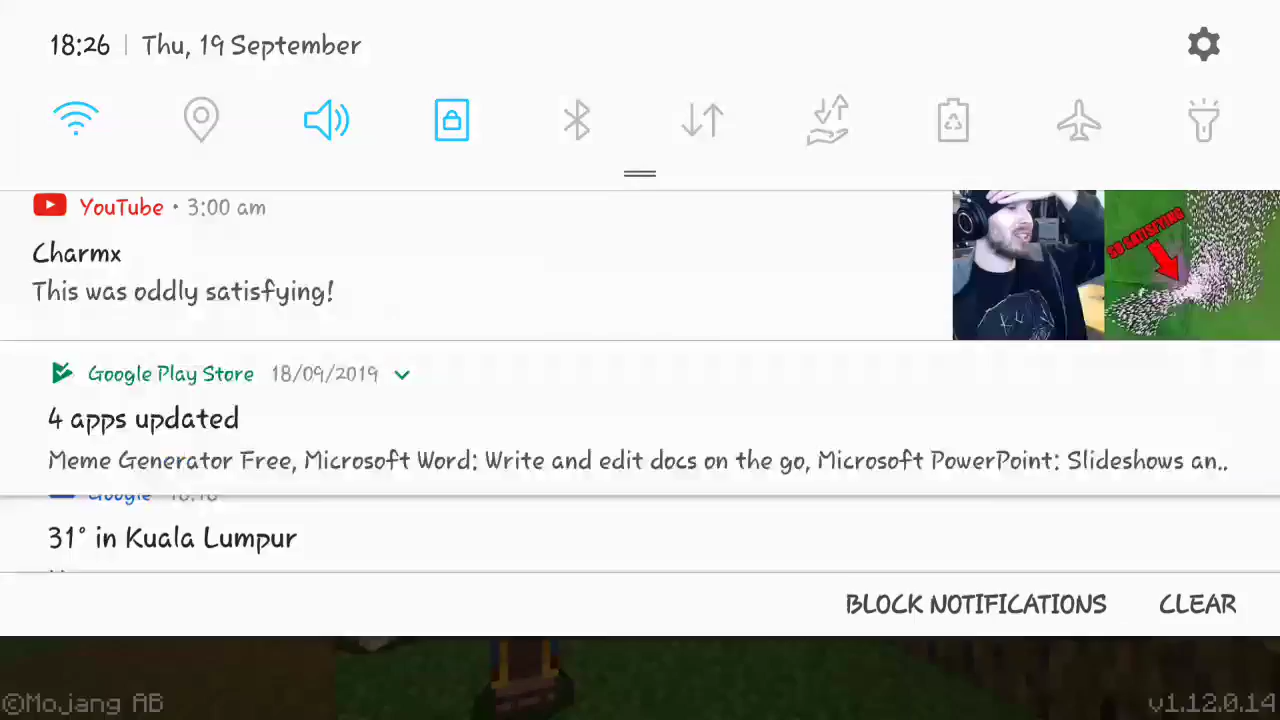 18:26 | Thu, 19 September
YouTube • 3:00 am
Charmx
This was oddly satisfying!
SO SATISFYING
Google Play Store 18/09/2019
4 apps updated
Meme Generator Free, Microsoft Word: Write and edit docs on the go, Microsoft PowerPoint: Slideshows an..
Google
31° in Kuala Lumpur
BLOCK NOTIFICATIONS CLEAR
©Mojang AB v1.12.0.14